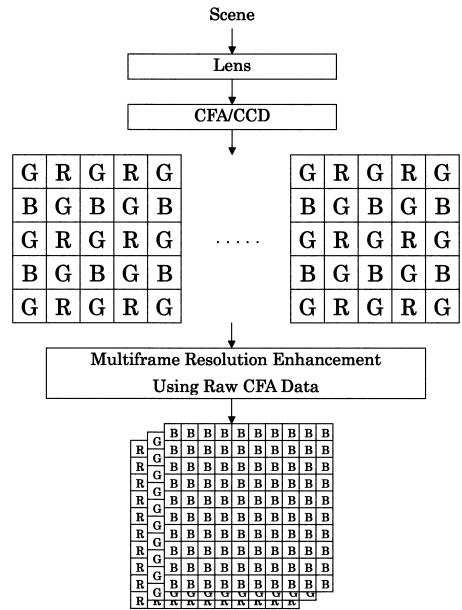 Scene
Lens
CFA/CCD
G R G R G G R G R G
B G B G B B G B G B
G R G R G ..... G R G R G
B G B G B B G B G B
G R G R G G R G R G
Multiframe Resolution Enhancement
Using Raw CFA Data
G B B B B B B B B B B
R G B B B B B B B B B B
R G B B B B B B B B B B
R G B B B B B B B B B B
R G B B B B B B B B B B
R G B B B B B B B B B B
R G B B B B B B B B B B
R G B B B B B B B B B B
R G B B B B B B B B B B
R G B B B B B B B B B B
R